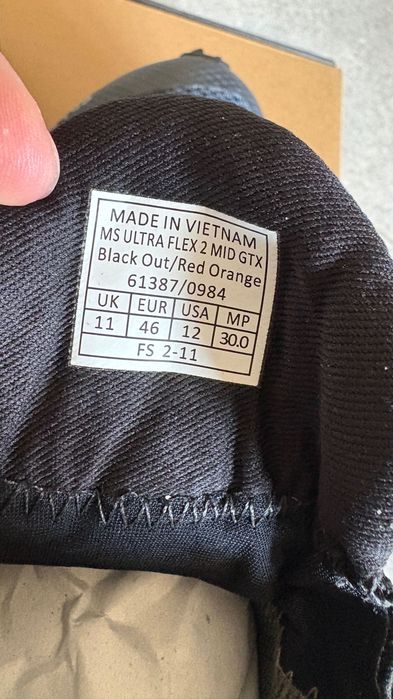 MADE IN VIETNAM
MS ULTRA FLEX 2 MID GTX
Black Out/Red Orange
61387/0984
UK EUR USA MP
11 46 12 30.0
FS 2-11